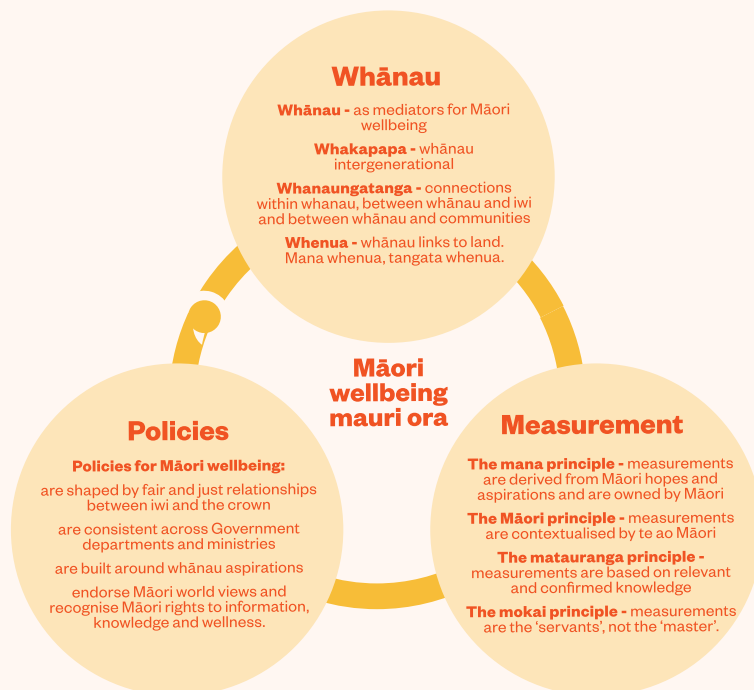 Whānau
Whānau - as mediators for Māori
wellbeing
Whakapapa - whānau
intergenerational
Whanaungatanga - connections
within whanau, between whānau and iwi
and between whānau and communities
Whenua - whānau links to land.
Mana whenua, tangata whenua.
Māori
wellbeing
mauri ora
Policies
Policies for Māori wellbeing:
are shaped by fair and just relationships
between iwi and the crown
are consistent across Government
departments and ministries
are built around whānau aspirations
endorse Māori world views and
recognise Māori rights to information,
knowledge and wellness.
Measurement
The mana principle - measurements
are derived from Māori hopes and
aspirations and are owned by Māori
The Māori principle - measurements
are contextualised by te ao Māori
The matauranga principle -
measurements are based on relevant
and confirmed knowledge
The mokai principle - measurements
are the ‘servants’, not the ‘master’.